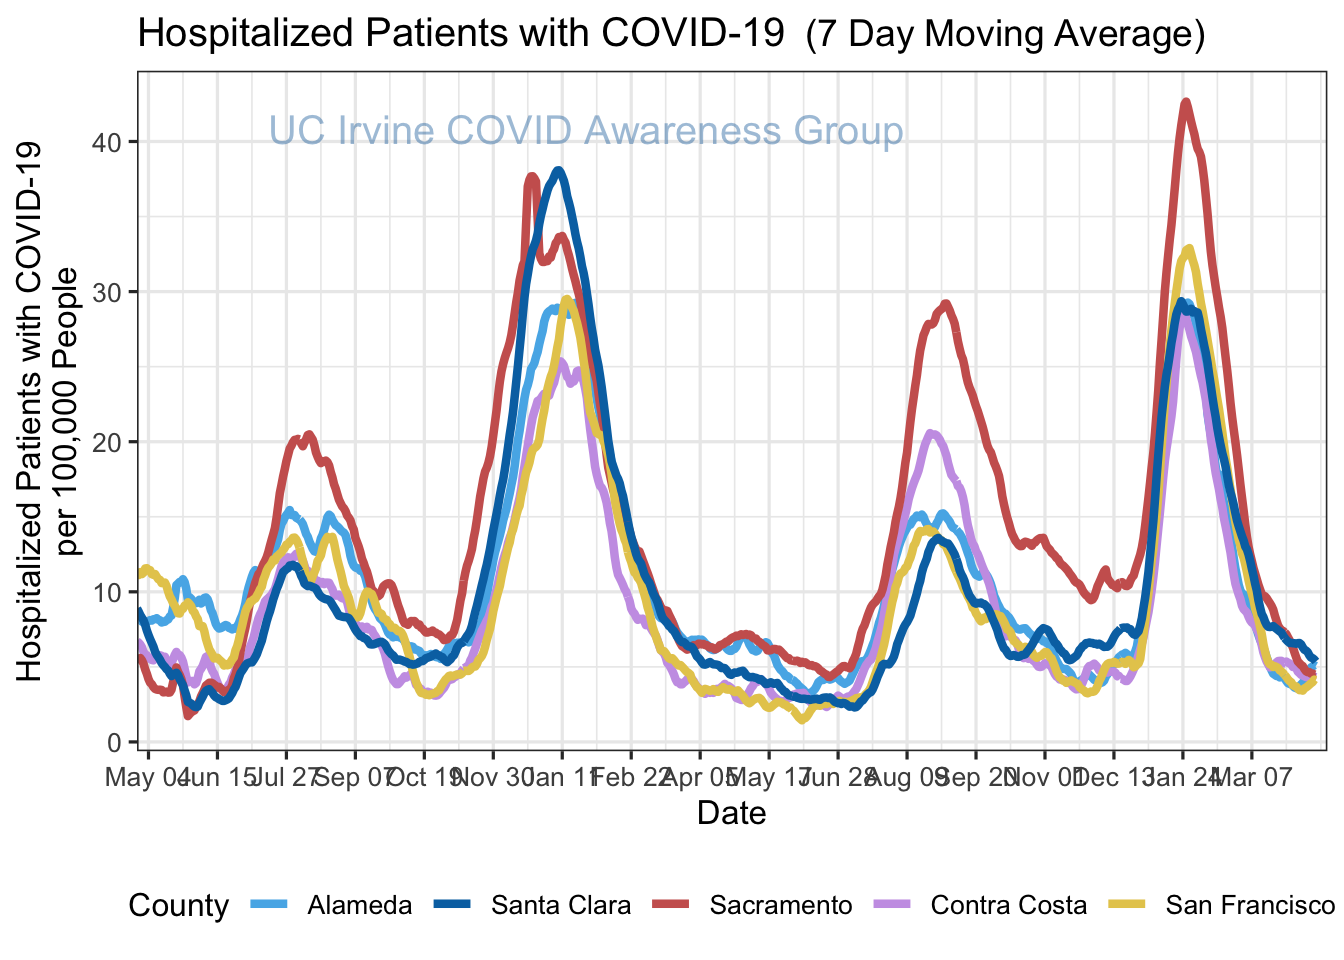 Hospitalized Patients with COVID-19 (7 Day Moving Average)
UC Irvine COVID Awareness Group
Hospitalized Patients with COVID-19
per 100,000 People
40
30
20
10
0
May 04 Jun 15 Jul 27 Sep 07 Oct 19 Nov 30 Jan 11 Feb 22 Apr 05 May 17 Jun 28 Aug 09 Sep 20 Nov 01 Dec 13 Jan 24 Mar 07
Date
County Alameda Santa Clara Sacramento Contra Costa San Francisco